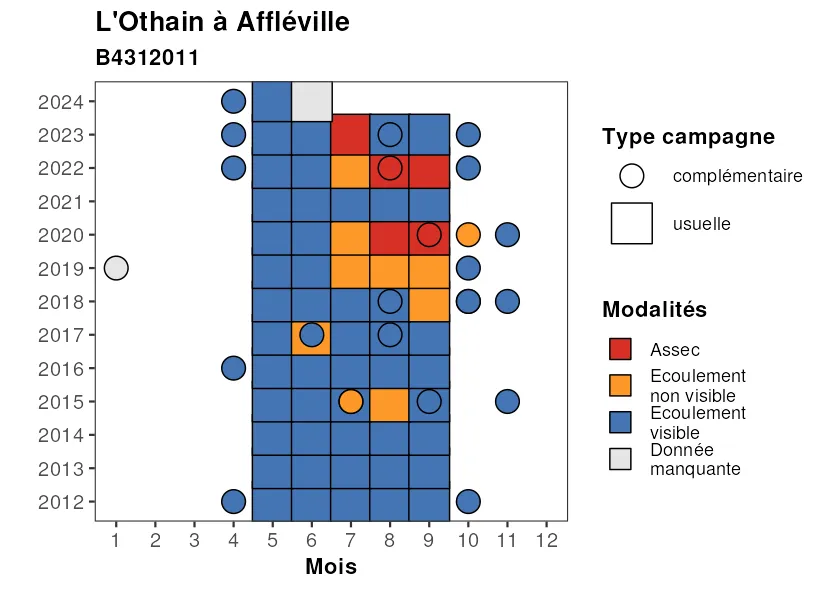 L'Othain à Affléville
B4312011
2024
2023
2022
2021
2020
2019
2018
2017
2016
2015
2014
2013
2012
1 2 3 4 5 6 7 8 9 10 11 12
Mois
Type campagne
complémentaire
usuelle
Modalités
Assec
Ecoulement
non visible
Ecoulement
visible
Donnée
manquante